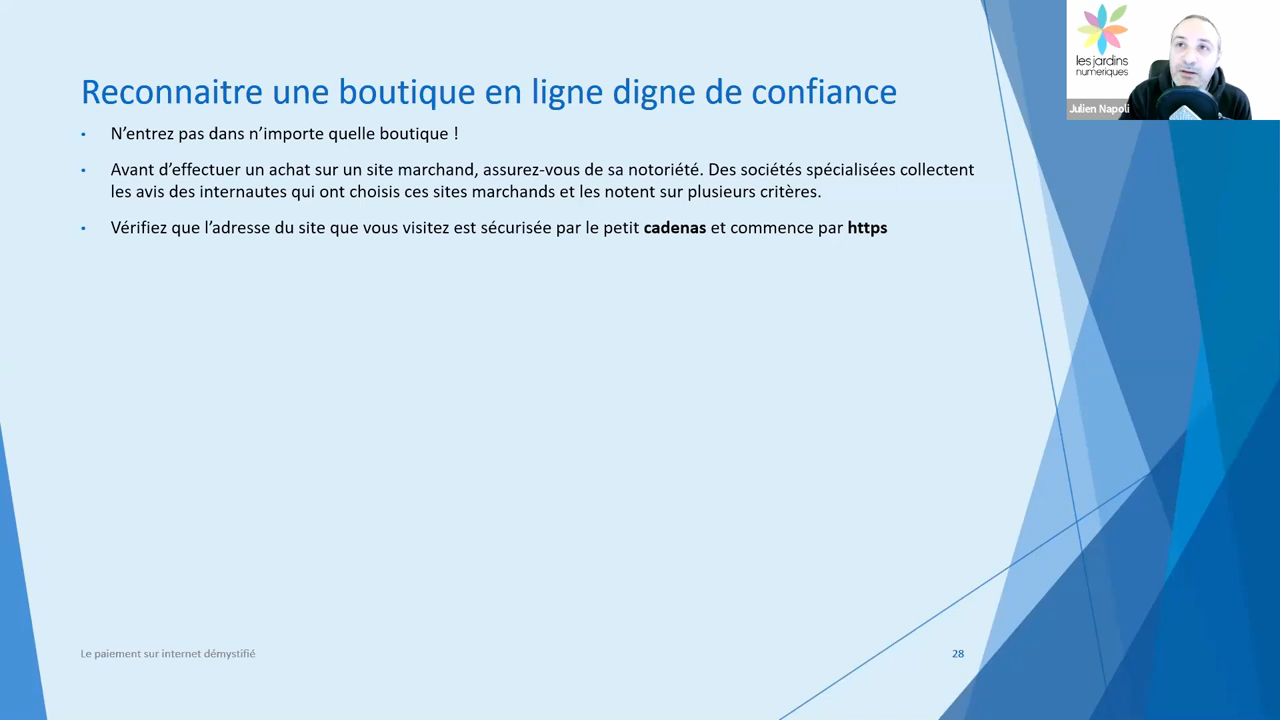 Reconnaitre une boutique en ligne digne de confiance
• N’entrez pas dans n’importe quelle boutique !
• Avant d’effectuer un achat sur un site marchand, assurez-vous de sa notoriété. Des sociétés spécialisées collectent
les avis des internautes qui ont choisis ces sites marchands et les notent sur plusieurs critères.
• Vérifiez que l’adresse du site que vous visitez est sécurisée par le petit cadenas et commence par https
les jardins
numeriques
Julien Napoli
Le paiement sur internet démystifié
28